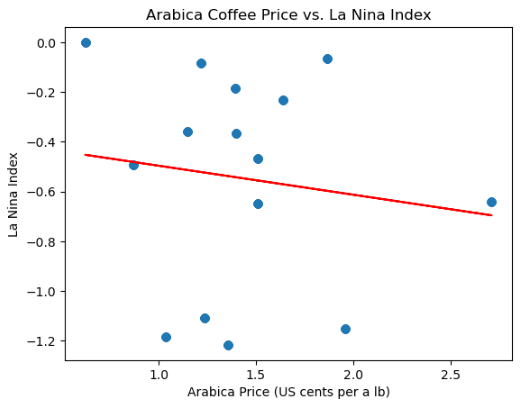 Arabica Coffee Price vs. La Nina Index
0.0
−0.2
−0.4
−0.6
−0.8
−1.0
−1.2
La Nina Index
1.0 1.5 2.0 2.5
Arabica Price (US cents per a lb)